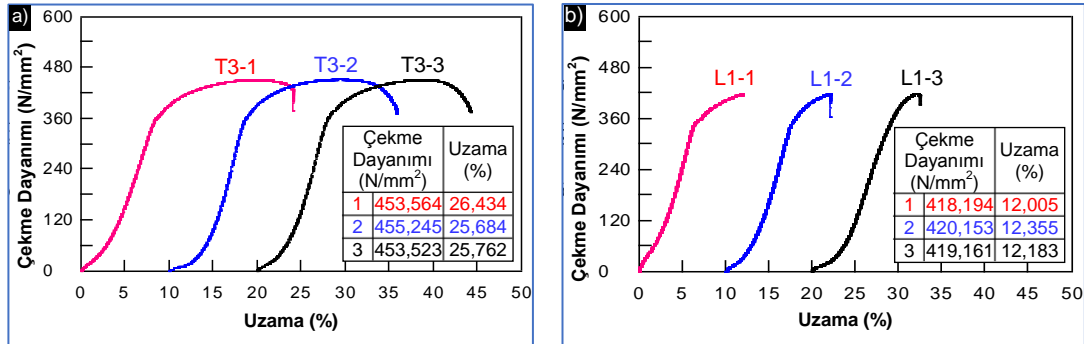 a)
Çekme Dayanımı (N/mm²)
600
480
360
240
120
0
T3-1 T3-2 T3-3
Çekme Dayanımı (N/mm²) Uzama (%)
1 453,564 26,434
2 455,245 25,684
3 453,523 25,762
0 5 10 15 20 25 30 35 40 45 50
Uzama (%)
b)
Çekme Dayanımı (N/mm²)
600
480
360
240
120
0
L1-1 L1-2 L1-3
Çekme Dayanımı (N/mm²) Uzama (%)
1 418,194 12,005
2 420,153 12,355
3 419,161 12,183
0 5 10 15 20 25 30 35 40 45 50
Uzama (%)